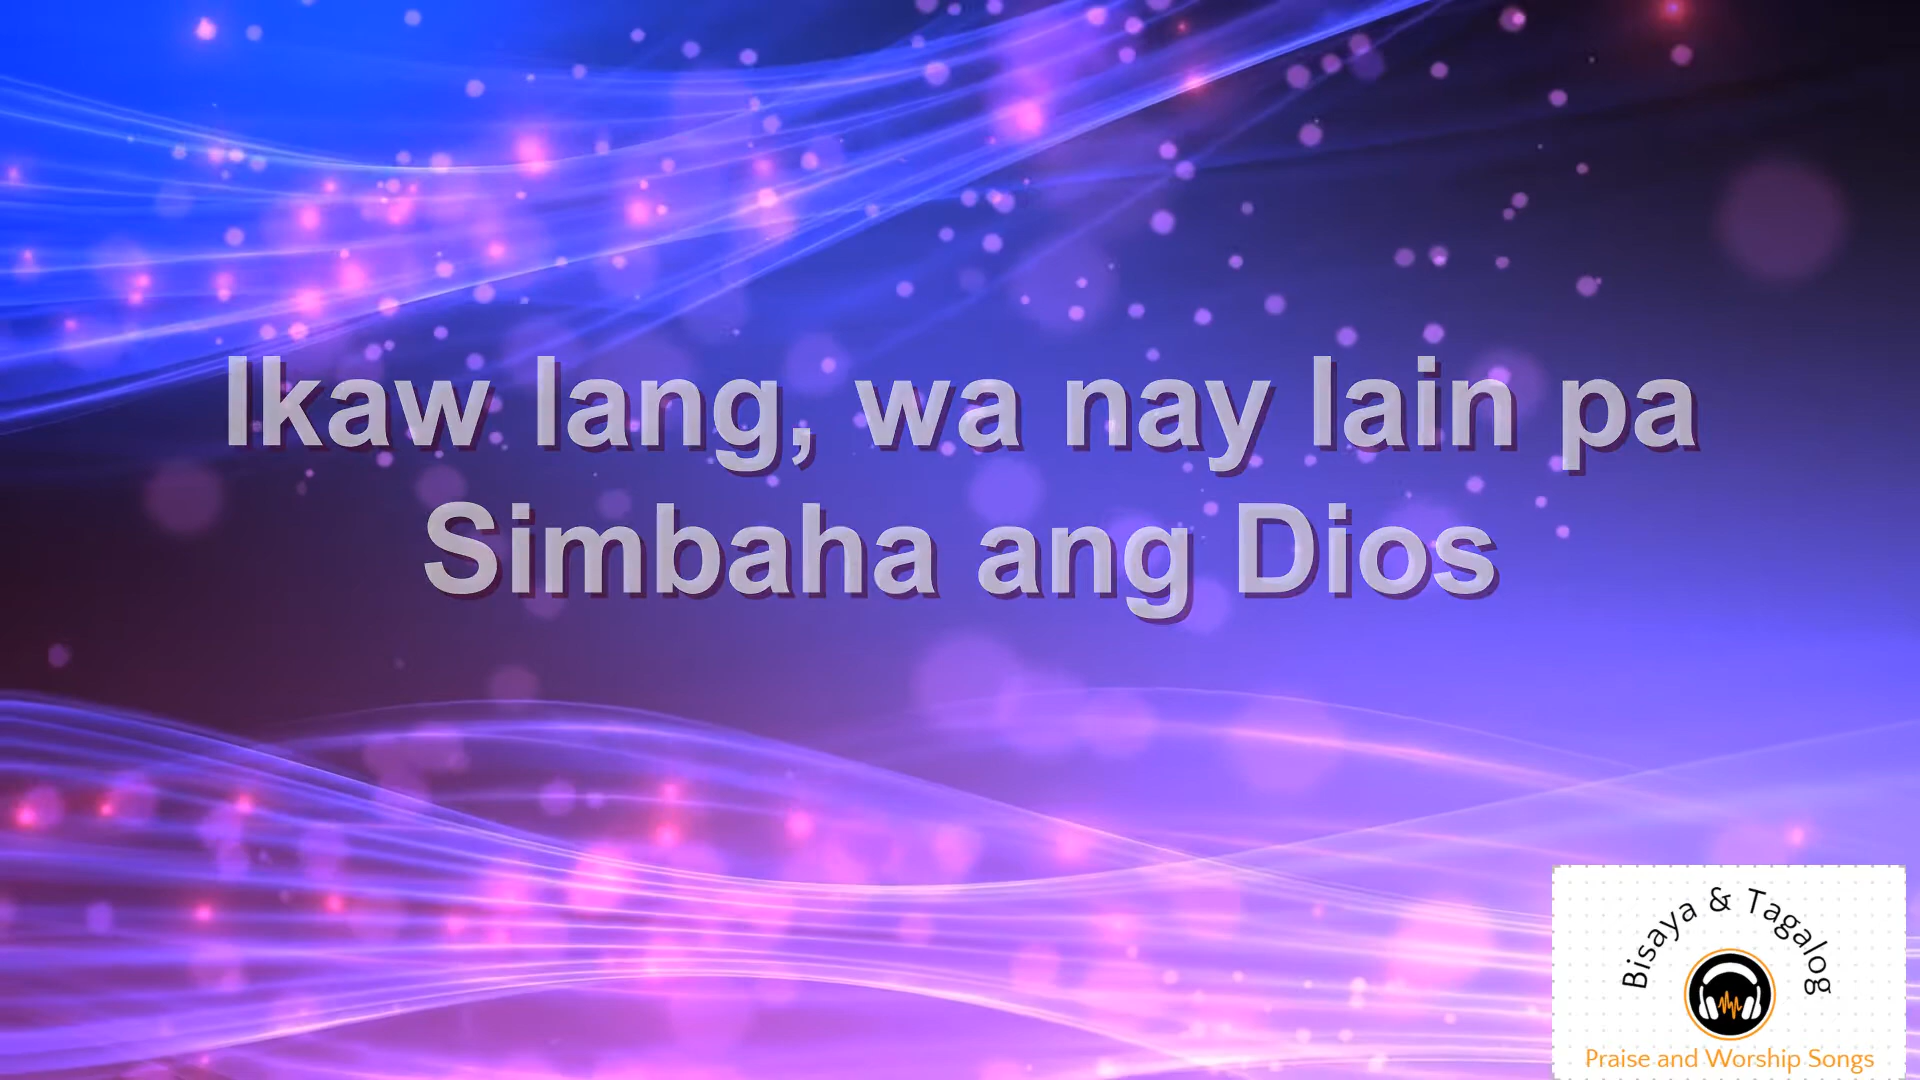 Ikaw lang, wa nay lain pa
Simbaha ang Dios
Bisaya & Tagalog
Praise and Worship Songs